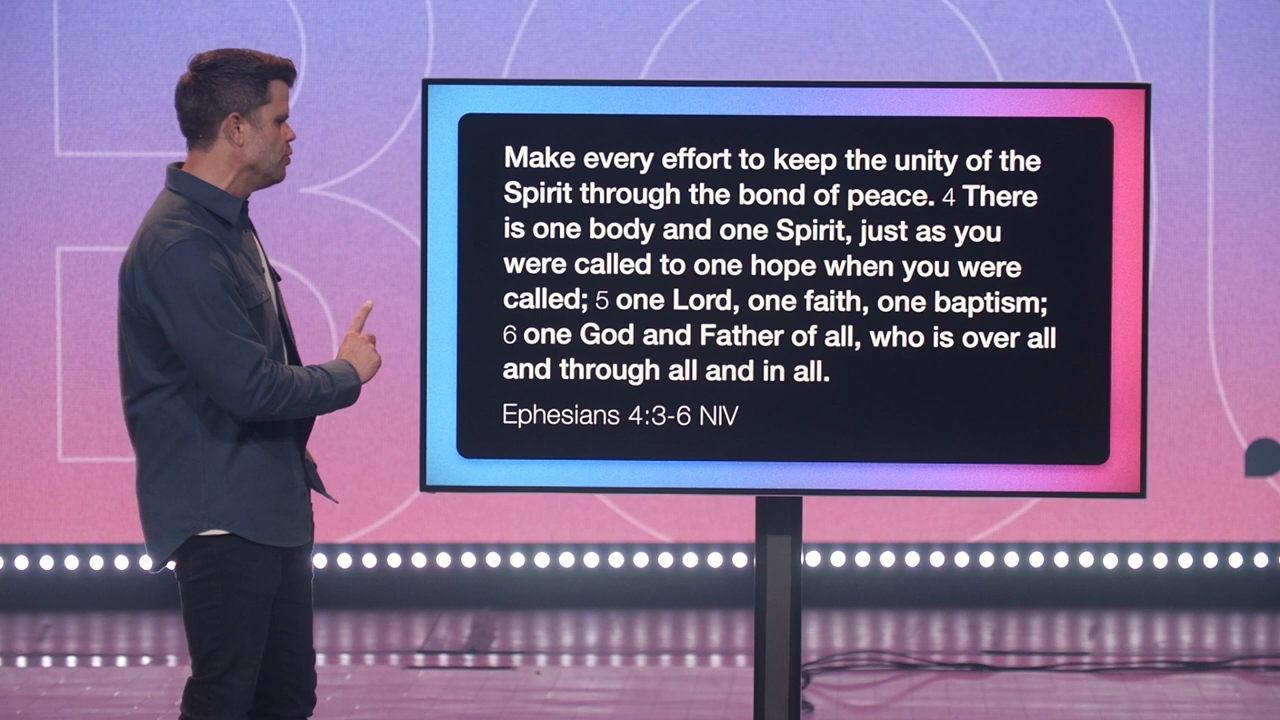 Make every effort to keep the unity of the
Spirit through the bond of peace. 4 There
is one body and one Spirit, just as you
were called to one hope when you were
called; 5 one Lord, one faith, one baptism;
6 one God and Father of all, who is over all
and through all and in all.
Ephesians 4:3-6 NIV